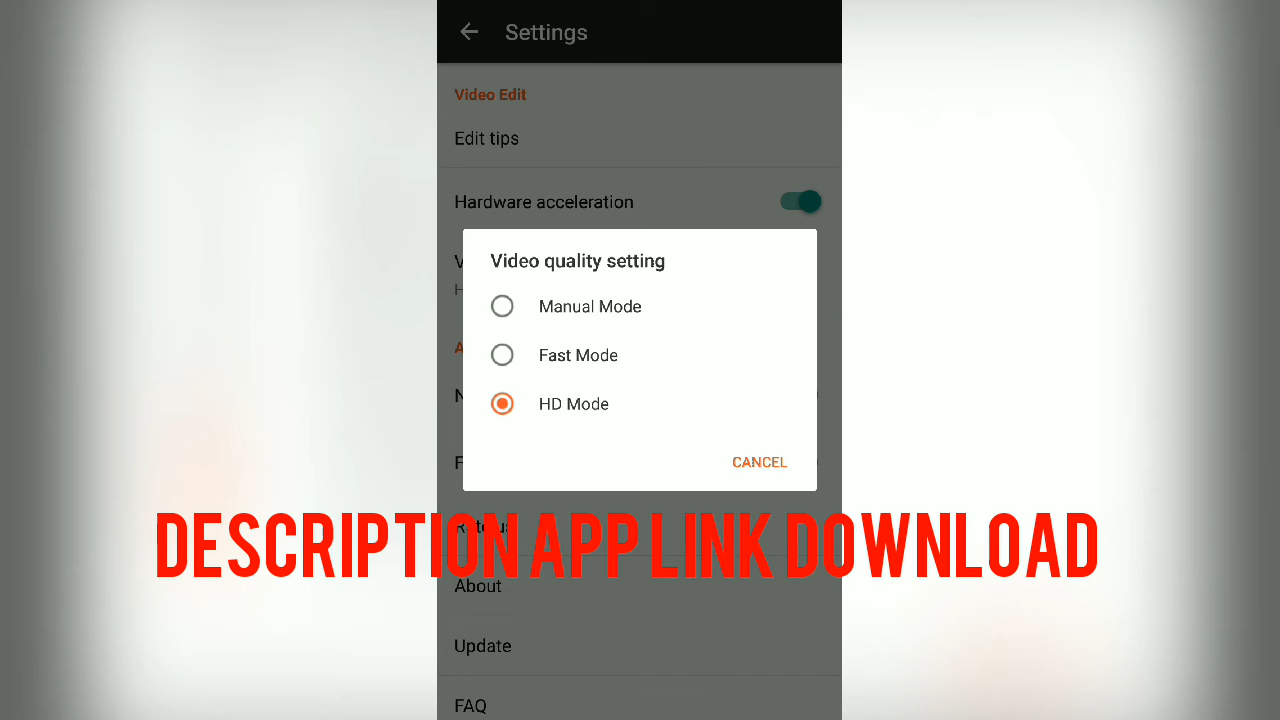 Settings
Video Edit
Edit tips
Hardware acceleration
Video quality setting
Manual Mode
Fast Mode
HD Mode
CANCEL
DESCRIPTION APP LINK DOWNLOAD
About
Update
FAQ